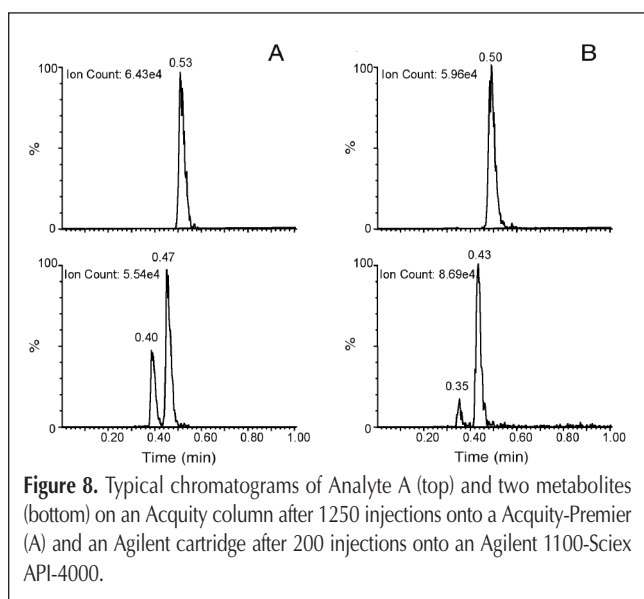 A
0.53
100
Ion Count: 6.43e4
%
0
0.47
100
Ion Count: 5.54e4
0.40
%
0
0.20 0.40 0.60 0.80 1.00
Time (min)
B
0.50
100
Ion Count: 5.96e4
%
0
0.43
100
Ion Count: 8.69e4
0.35
%
0
0.20 0.40 0.60 0.80 1.00
Time (min)
Figure 8. Typical chromatograms of Analyte A (top) and two metabolites
(bottom) on an Acquity column after 1250 injections onto a Acquity-Premier
(A) and an Agilent cartridge after 200 injections onto an Agilent 1100-Sciex
API-4000.